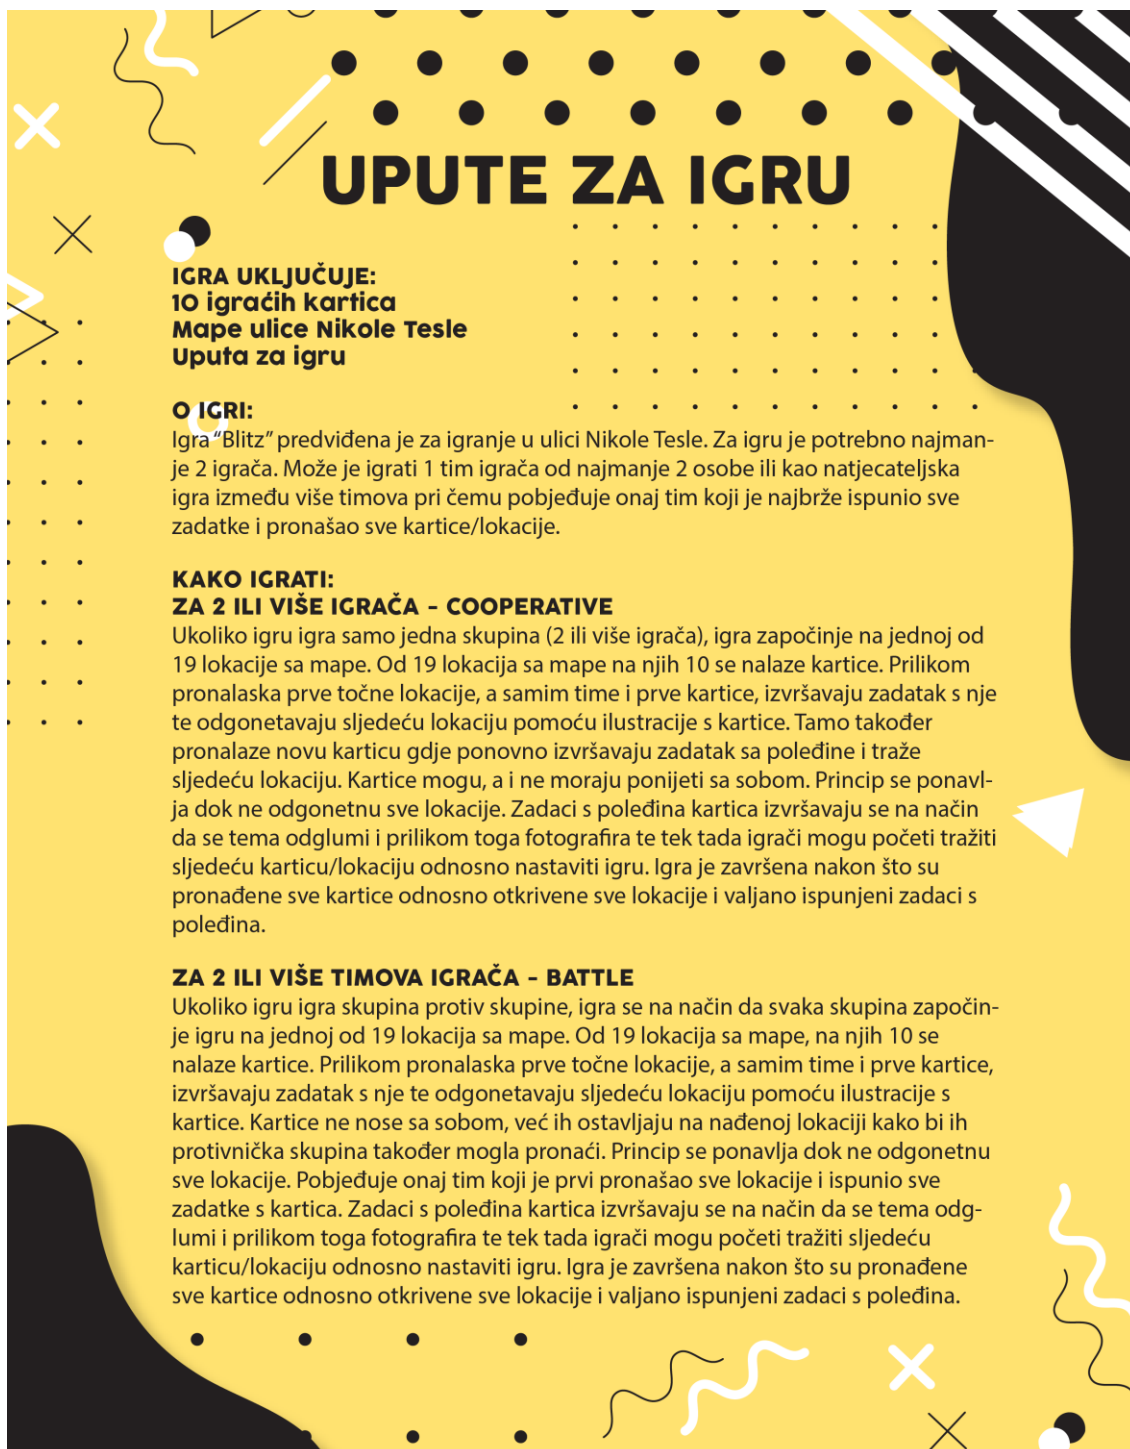 UPUTE ZA IGRU
IGRA UKLJUČUJE:
10 igraćih kartica
Mape ulice Nikole Tesle
Uputa za igru
O IGRI:
Igra “Blitz” predviđena je za igranje u ulici Nikole Tesle. Za igru je potrebno najman-
je 2 igrača. Može je igrati 1 tim igrača od najmanje 2 osobe ili kao natjecateljska
igra između više timova pri čemu pobjeđuje onaj tim koji je najbrže ispunio sve
zadatke i pronašao sve kartice/lokacije.
KAKO IGRATI:
ZA 2 ILI VIŠE IGRAČA - COOPERATIVE
Ukoliko igru igra samo jedna skupina (2 ili više igrača), igra započinje na jednoj od
19 lokacije sa mape. Od 19 lokacija sa mape na njih 10 se nalaze kartice. Prilikom
pronalaska prve točne lokacije, a samim time i prve kartice, izvršavaju zadatak s nje
te odgonetavaju sljedeću lokaciju pomoću ilustracije s kartice. Tamo također
pronalaze novu karticu gdje ponovno izvršavaju zadatak sa poleđine i traže
sljedeću lokaciju. Kartice mogu, a i ne moraju ponijeti sa sobom. Princip se ponavl-
ja dok ne odgonetnu sve lokacije. Zadaci s poleđina kartica izvršavaju se na način
da se tema odglumi i prilikom toga fotografira te tek tada igrači mogu početi tražiti
sljedeću karticu/lokaciju odnosno nastaviti igru. Igra je završena nakon što su
pronađene sve kartice odnosno otkrivene sve lokacije i valjano ispunjeni zadaci s
poleđina.
ZA 2 ILI VIŠE TIMOVA IGRAČA - BATTLE
Ukoliko igru igra skupina protiv skupine, igra se na način da svaka skupina započin-
je igru na jednoj od 19 lokacija sa mape. Od 19 lokacija sa mape, na njih 10 se
nalaze kartice. Prilikom pronalaska prve točne lokacije, a samim time i prve kartice,
izvršavaju zadatak s nje te odgonetavaju sljedeću lokaciju pomoću ilustracije s
kartice. Kartice ne nose sa sobom, već ih ostavljaju na nađenoj lokaciji kako bi ih
protivnička skupina također mogla pronaći. Princip se ponavlja dok ne odgonetnu
sve lokacije. Pobjeđuje onaj tim koji je prvi pronašao sve lokacije i ispunio sve
zadatke s kartica. Zadaci s poleđina kartica izvršavaju se na način da se tema odg-
lumi i prilikom toga fotografira te tek tada igrači mogu početi tražiti sljedeću
karticu/lokaciju odnosno nastaviti igru. Igra je završena nakon što su pronađene
sve kartice odnosno otkrivene sve lokacije i valjano ispunjeni zadaci s poleđina.